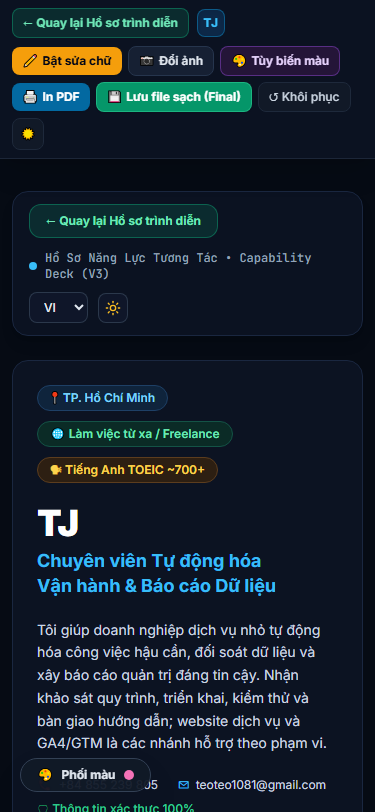 ← Quay lại Hồ sơ trình diễn
TJ
Bật sửa chữ
Đổi ảnh
Tùy biến màu
In PDF
Lưu file sạch (Final)
↺ Khôi phục
← Quay lại Hồ sơ trình diễn
Hồ Sơ Năng Lực Tương Tác • Capability
Deck (V3)
VI
TP. Hồ Chí Minh
Làm việc từ xa / Freelance
Tiếng Anh TOEIC ~700+
TJ
Chuyên viên Tự động hóa
Vận hành & Báo cáo Dữ liệu
Tôi giúp doanh nghiệp dịch vụ nhỏ tự động
hóa công việc hậu cần, đối soát dữ liệu và
xây báo cáo quản trị đáng tin cậy. Nhận
khảo sát quy trình, triển khai, kiểm thử và
bàn giao hướng dẫn; website dịch vụ và
GA4/GTM là các nhánh hỗ trợ theo phạm vi.
Phối màu
05 teoteo1081@gmail.com
Thông tin xác thực 100%